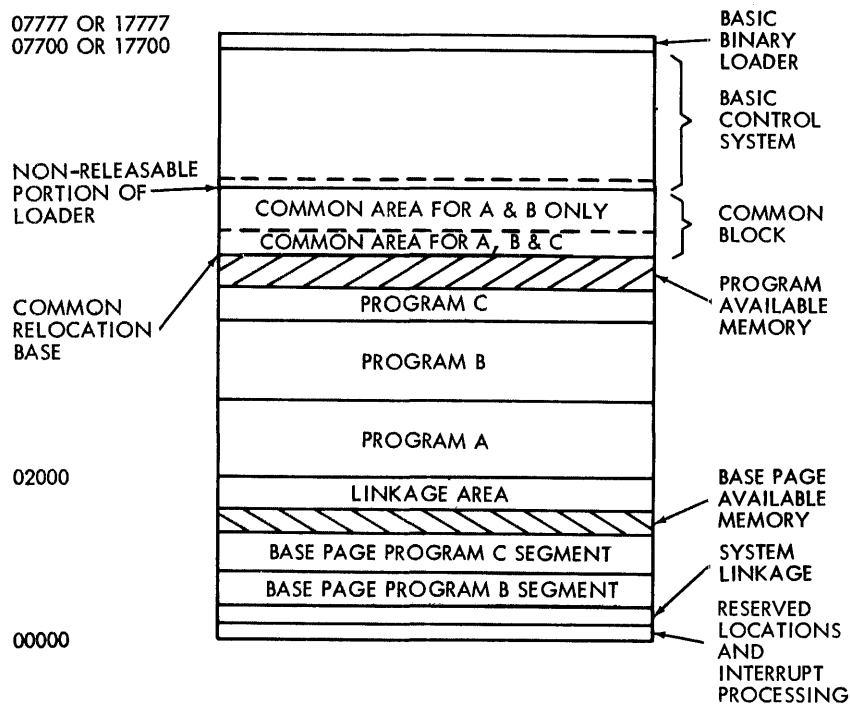 07777 OR 17777
07700 OR 17700
BASIC
BINARY
LOADER
BASIC
CONTROL
SYSTEM
NON-RELEASABLE
PORTION OF
LOADER
COMMON AREA FOR A & B ONLY
COMMON AREA FOR A, B & C
COMMON
BLOCK
COMMON
RELOCATION
BASE
PROGRAM
AVAILABLE
MEMORY
PROGRAM C
PROGRAM B
PROGRAM A
02000
LINKAGE AREA
BASE PAGE
AVAILABLE
MEMORY
BASE PAGE PROGRAM C SEGMENT
BASE PAGE PROGRAM B SEGMENT
SYSTEM
LINKAGE
00000
RESERVED
LOCATIONS
AND
INTERRUPT
PROCESSING